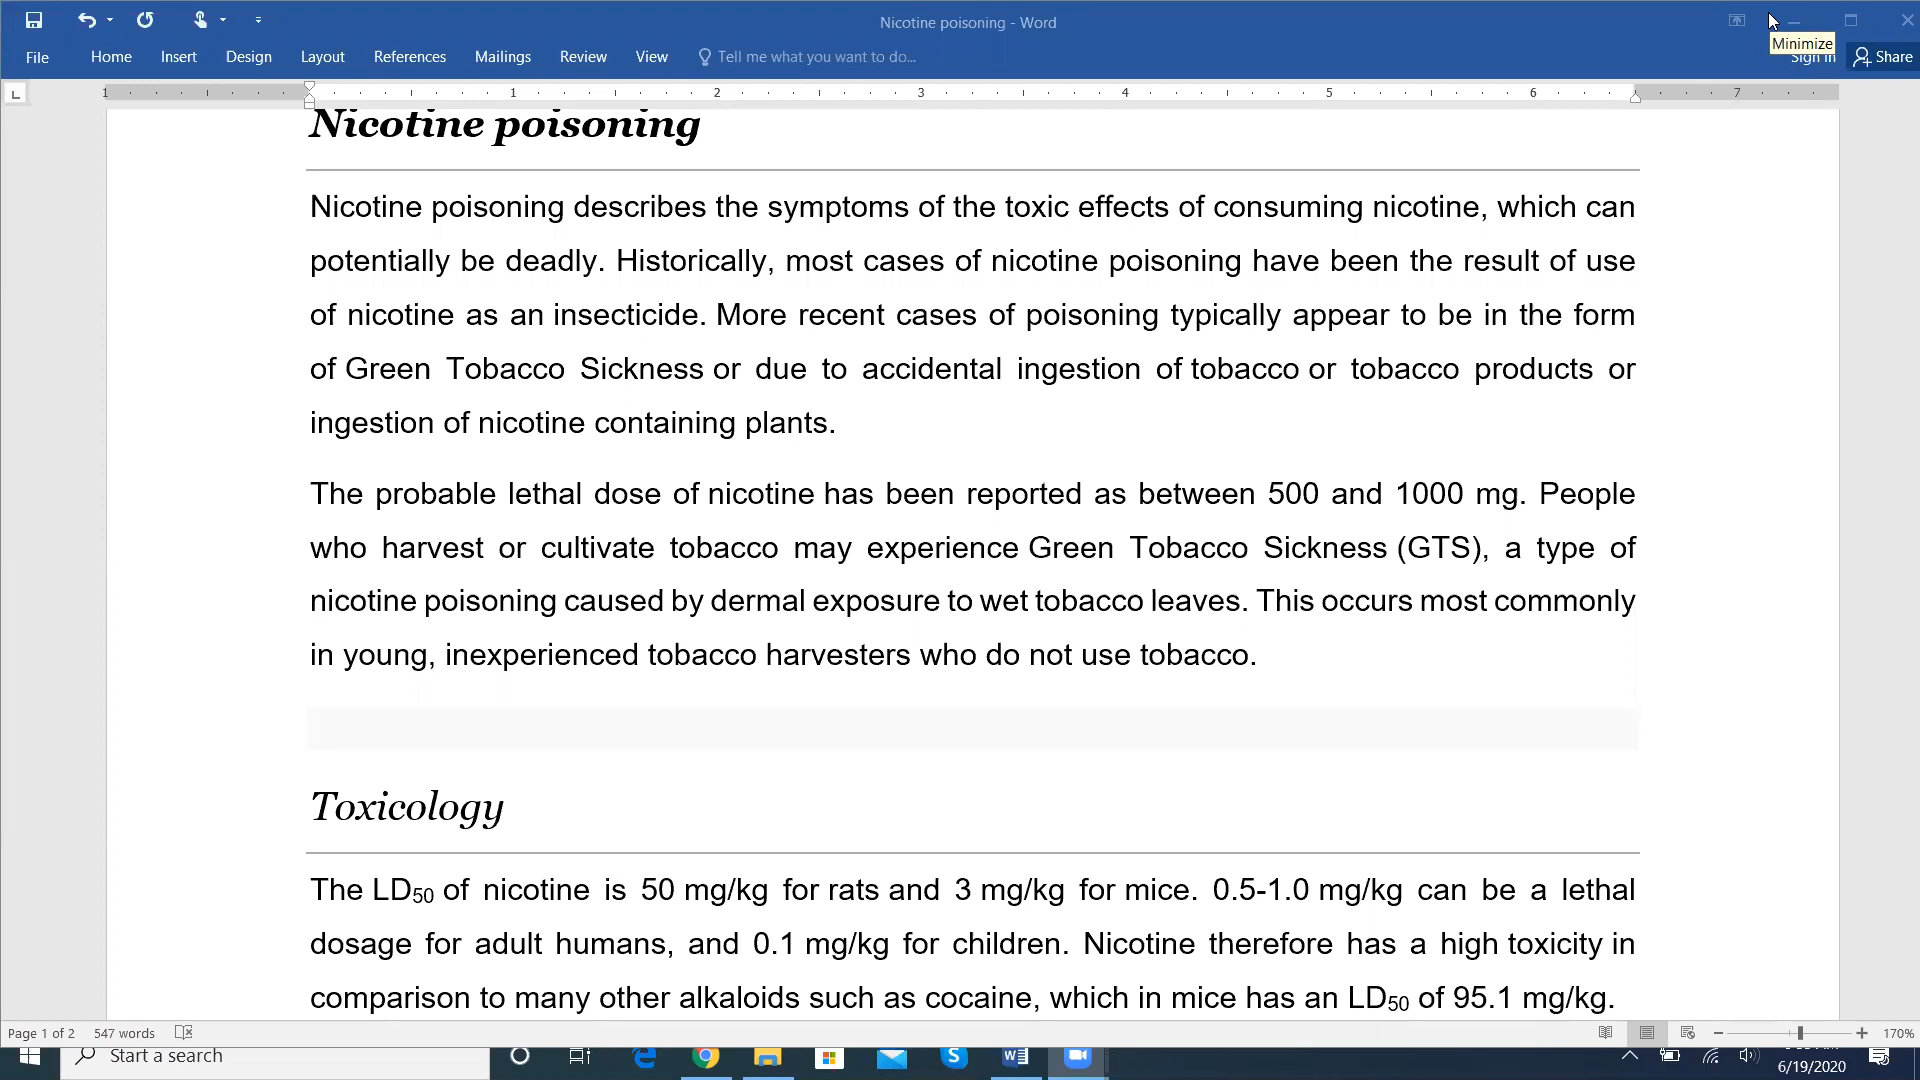 Nicotine poisoning - Word
Minimize
File Home Insert Design Layout References Mailings Review View Tell me what you want to do... Sign in Share
1 1 2 3 4 5 6 7
Nicotine poisoning
Nicotine poisoning describes the symptoms of the toxic effects of consuming nicotine, which can
potentially be deadly. Historically, most cases of nicotine poisoning have been the result of use
of nicotine as an insecticide. More recent cases of poisoning typically appear to be in the form
of Green Tobacco Sickness or due to accidental ingestion of tobacco or tobacco products or
ingestion of nicotine containing plants.
The probable lethal dose of nicotine has been reported as between 500 and 1000 mg. People
who harvest or cultivate tobacco may experience Green Tobacco Sickness (GTS), a type of
nicotine poisoning caused by dermal exposure to wet tobacco leaves. This occurs most commonly
in young, inexperienced tobacco harvesters who do not use tobacco.
Toxicology
The LD50 of nicotine is 50 mg/kg for rats and 3 mg/kg for mice. 0.5-1.0 mg/kg can be a lethal
dosage for adult humans, and 0.1 mg/kg for children. Nicotine therefore has a high toxicity in
comparison to many other alkaloids such as cocaine, which in mice has an LD50 of 95.1 mg/kg.
Page 1 of 2 547 words 170%
Start a search
6/19/2020